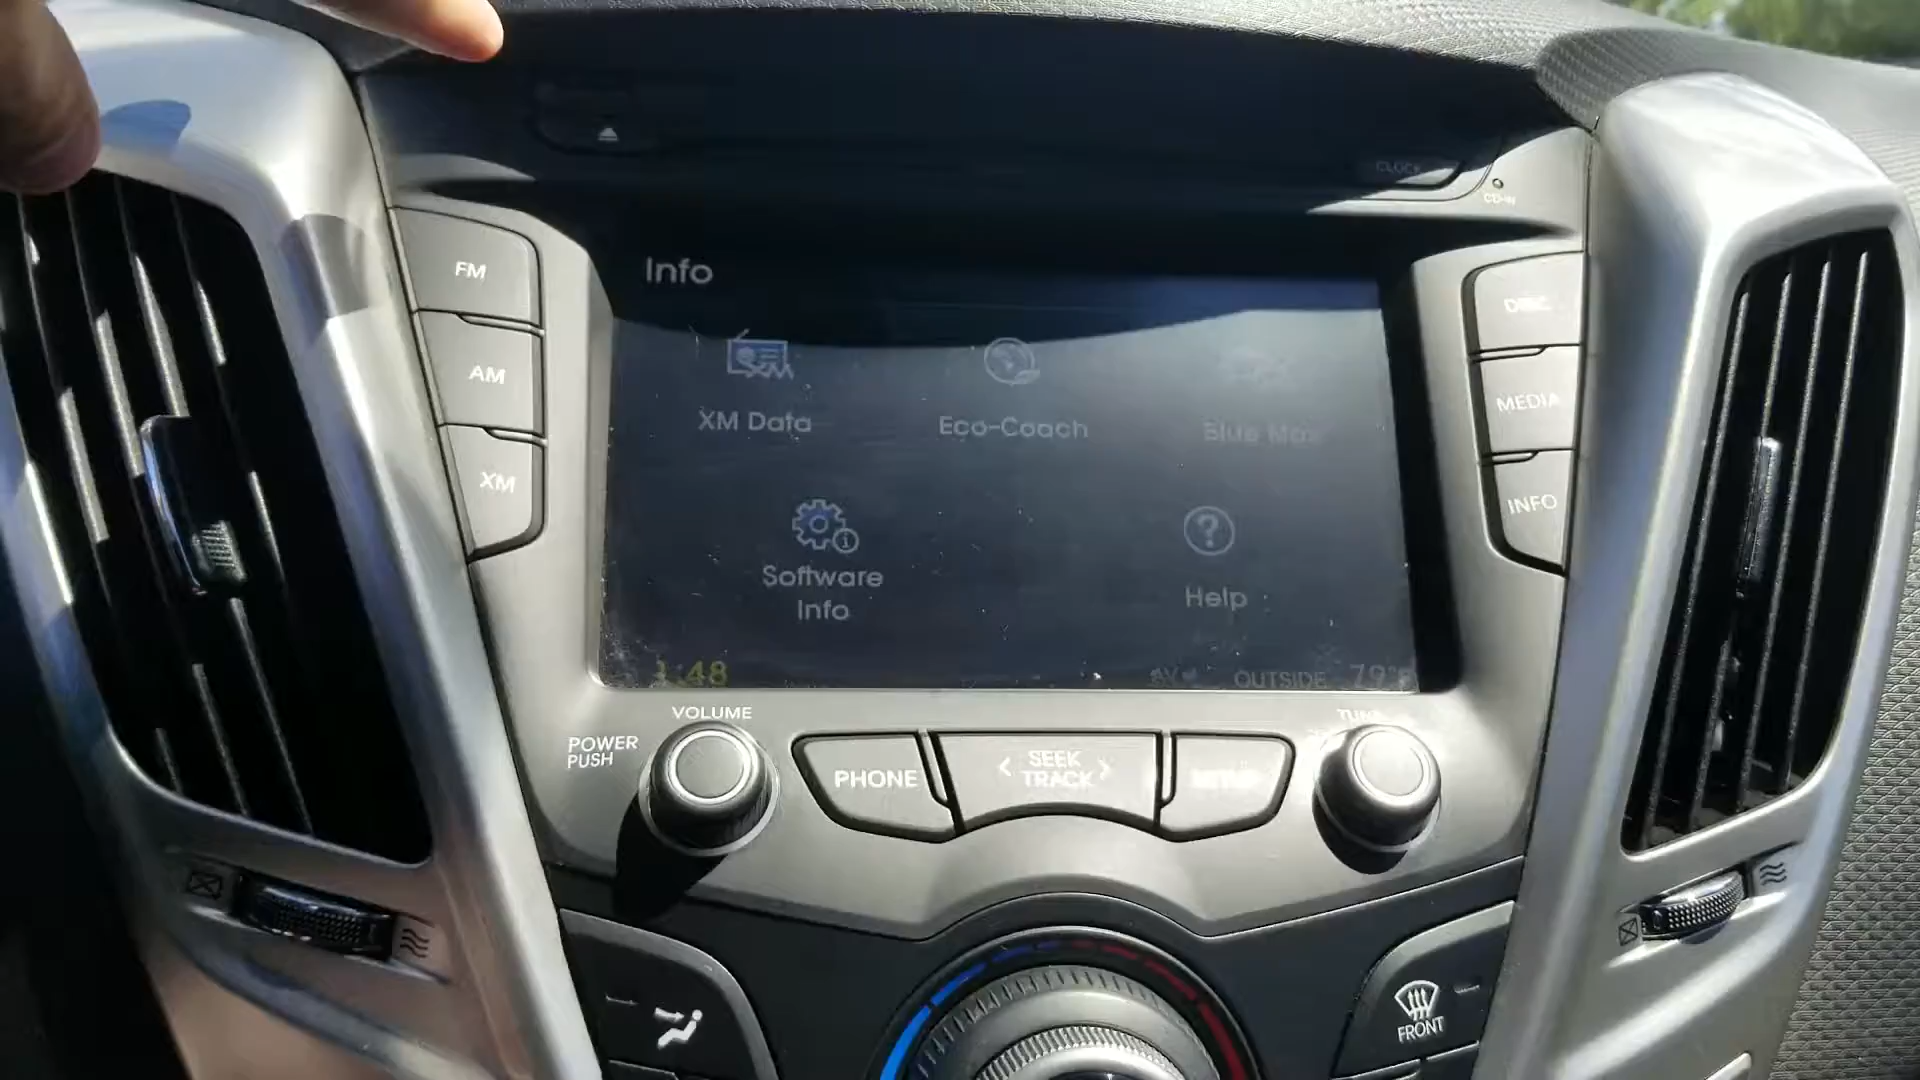 CLOCK
CD-IN
FM
AM
XM
DISC
MEDIA
INFO
Info
XM
XM Data
Eco-Coach
Blue Max
Software
Info
Help
1:48
OUTSIDE 79°F
VOLUME
POWER
PUSH
PHONE
SEEK
TRACK
TUNE
FRONT